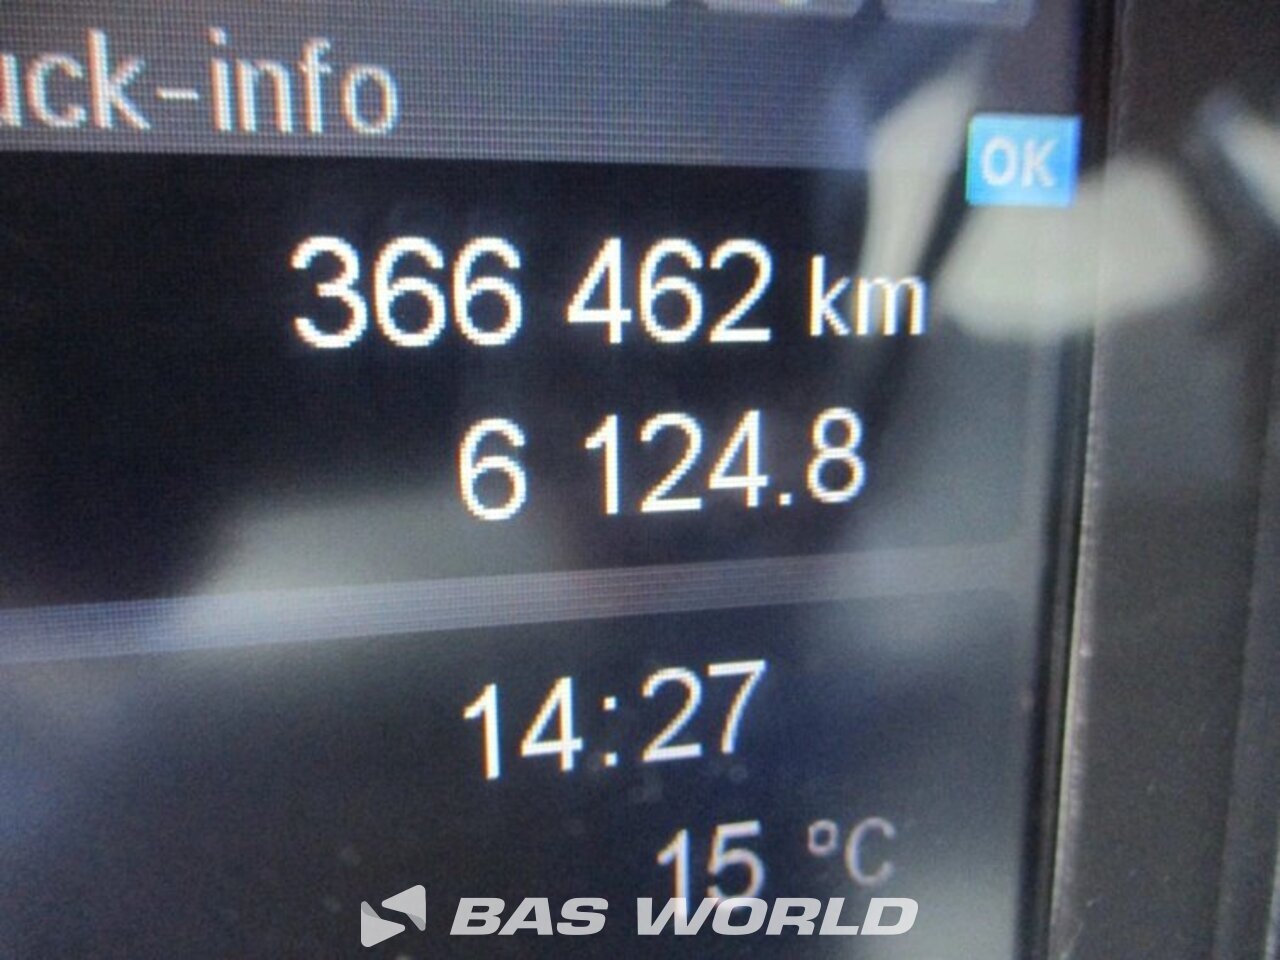 uck-info
OK
366 462 km
6 124.8
14:27
15 °C
BAS WORLD